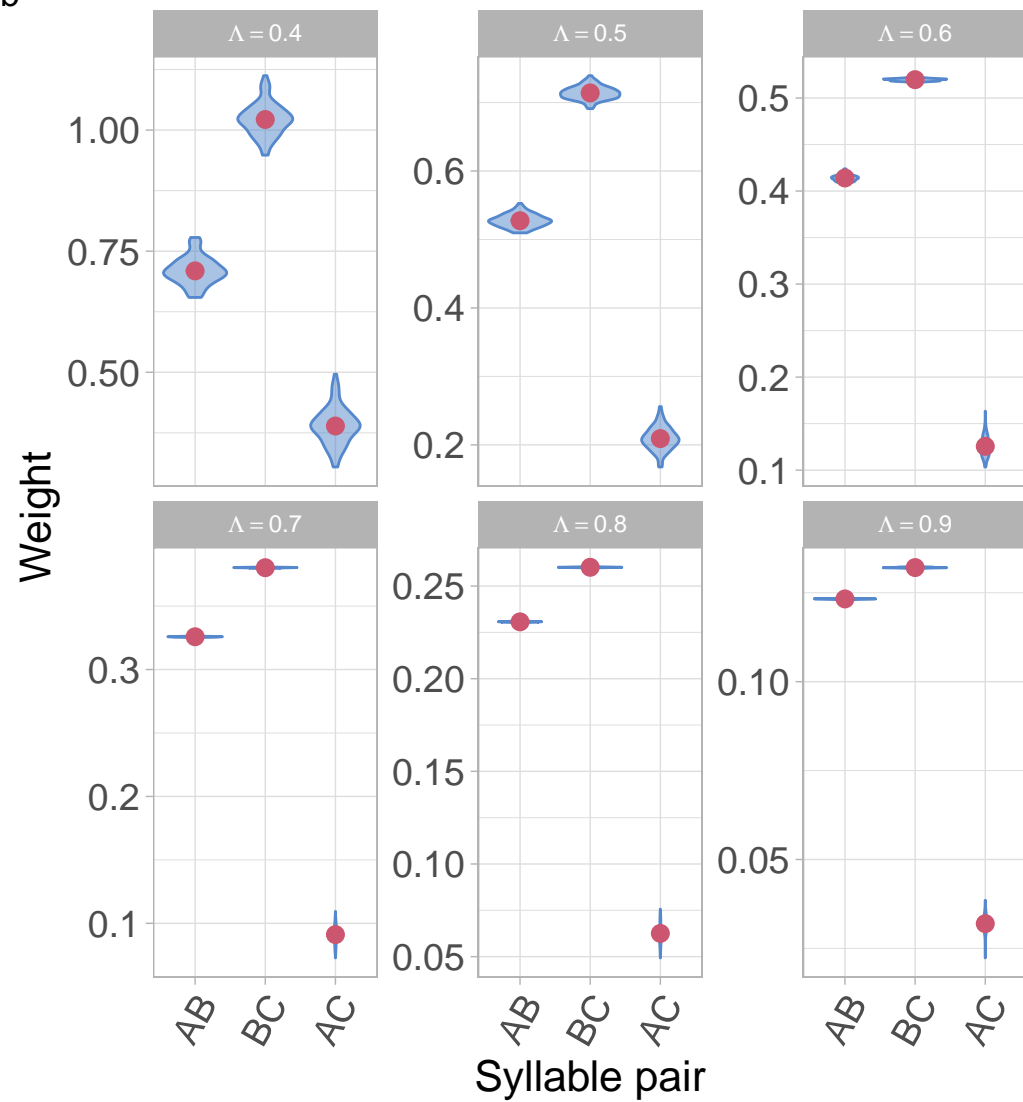 b
Λ = 0.4
Λ = 0.5
Λ = 0.6
1.00
0.75
0.50
0.6
0.4
0.2
0.5
0.4
0.3
0.2
0.1
Weight
Λ = 0.7
Λ = 0.8
Λ = 0.9
0.3
0.2
0.1
0.25
0.20
0.15
0.10
0.05
0.10
0.05
AB BC AC
AB BC AC
AB BC AC
Syllable pair